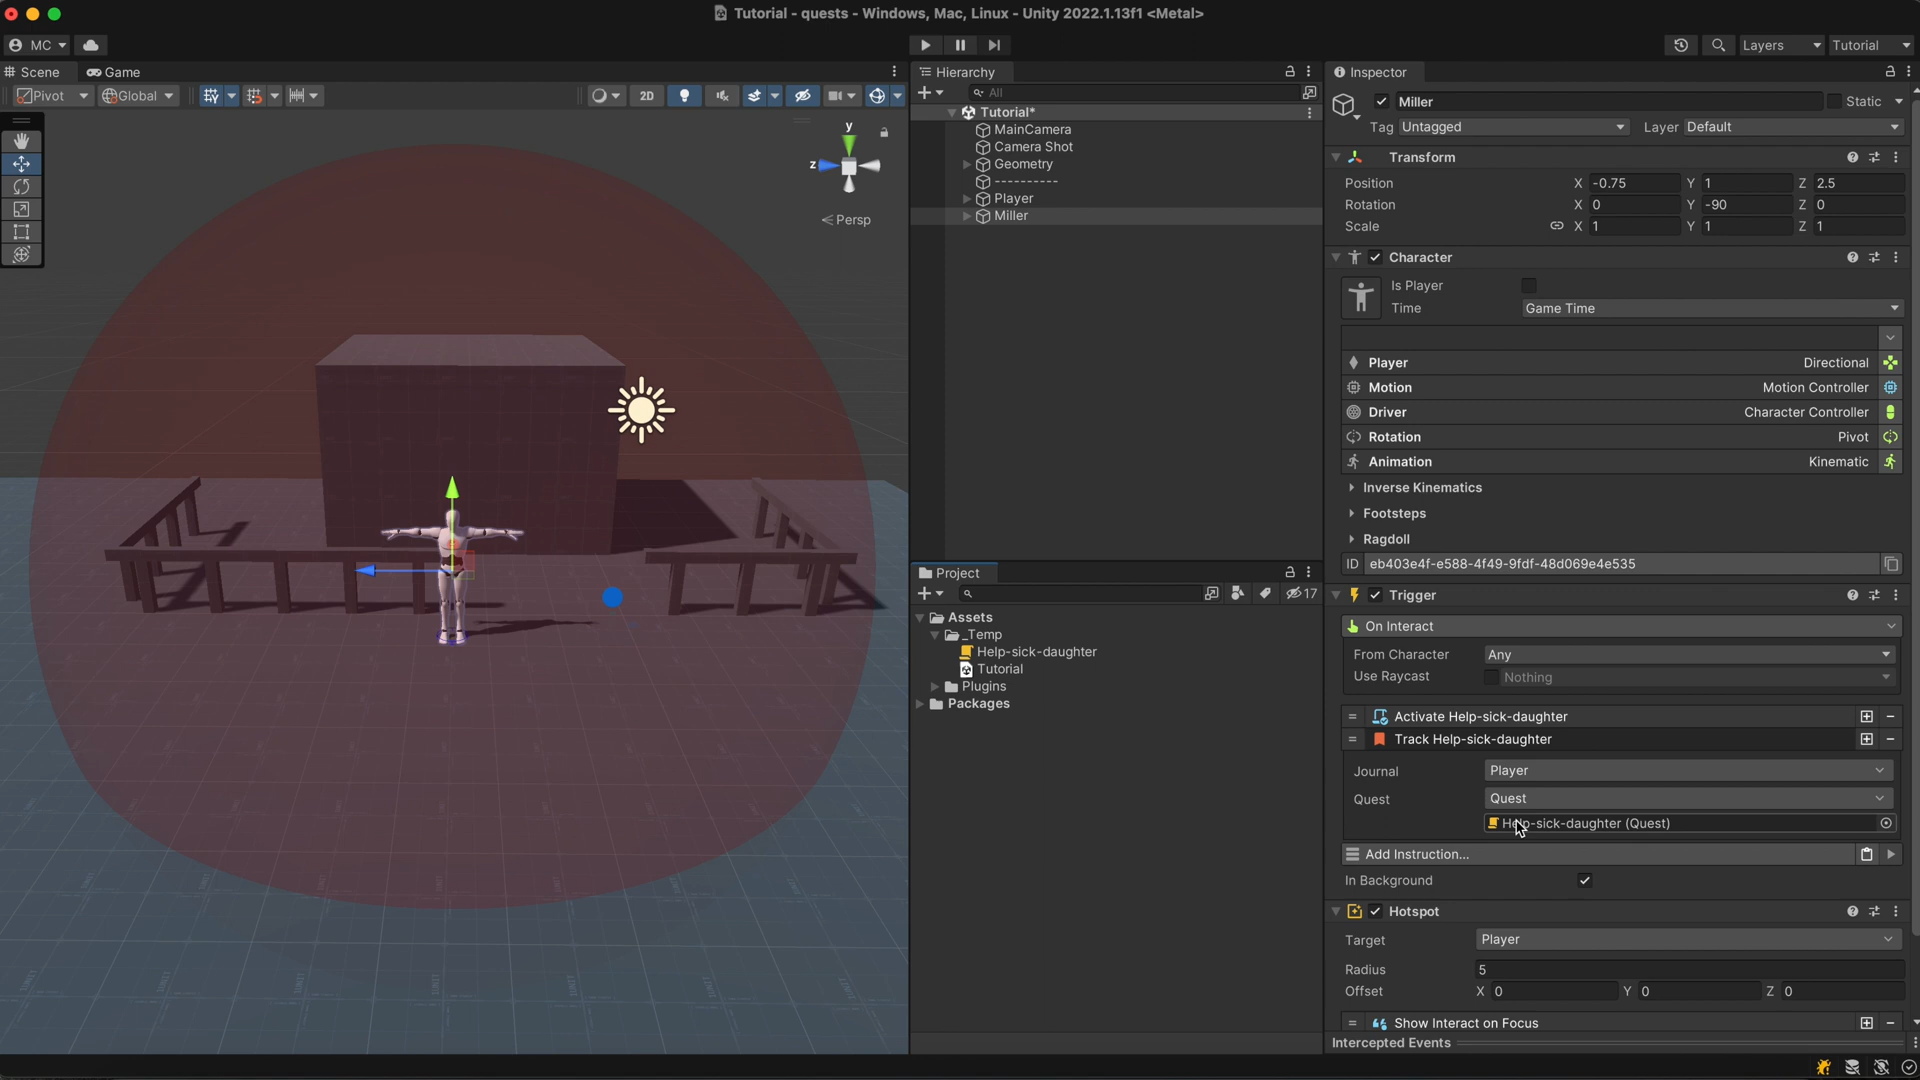 Tutorial - quests - Windows, Mac, Linux - Unity 2022.1.13f1 <Metal>
MC
Layers
Tutorial
Scene
Game
Pivot
Global
2D
y
z
Persp
Hierarchy
All
Tutorial*
MainCamera
Camera Shot
Geometry
----------
Player
Miller
Project
17
Assets
_Temp
Help-sick-daughter
Tutorial
Plugins
Packages
Inspector
Miller
Static
Tag Untagged Layer Default
Transform
Position X -0.75 Y 1 Z 2.5
Rotation X 0 Y -90 Z 0
Scale X 1 Y 1 Z 1
Character
Is Player
Time Game Time
Player Directional
Motion Motion Controller
Driver Character Controller
Rotation Pivot
Animation Kinematic
Inverse Kinematics
Footsteps
Ragdoll
ID eb403e4f-e588-4f49-9fdf-48d069e4e535
Trigger
On Interact
From Character Any
Use Raycast Nothing
Activate Help-sick-daughter
Track Help-sick-daughter
Journal Player
Quest Quest
Help-sick-daughter (Quest)
Add Instruction...
In Background
Hotspot
Target Player
Radius 5
Offset X 0 Y 0 Z 0
Show Interact on Focus
Intercepted Events